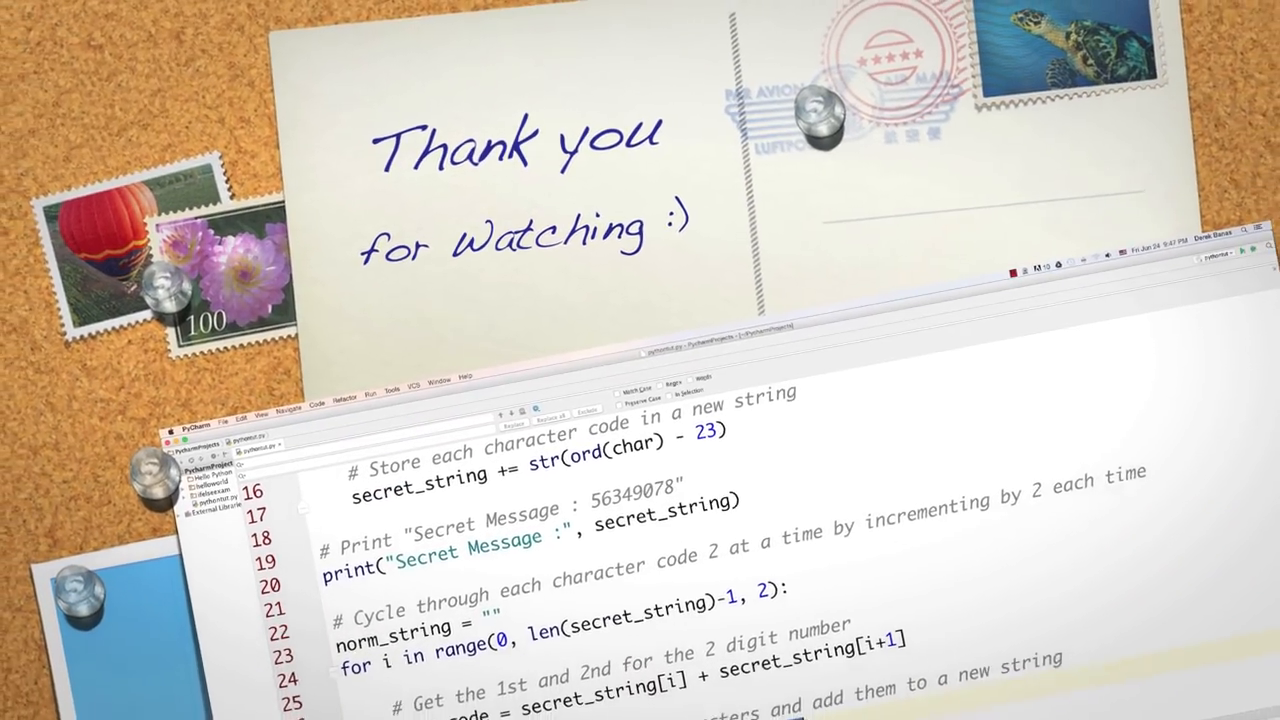 Thank you
for Watching :)
PAR AVION
AIR MAIL
航空便
100
Fri Jun 24 9:47 PM Derek Banas
PyCharm File Edit View Navigate Code Refactor Run Tools VCS Window Help
pythontut.py - PycharmProjects - [~/PycharmProjects]
pythontut
Match Case Regex Words
Preserve Case In Selection
Replace Replace all Exclude
PycharmProjects pythontut.py
pythontut.py
PycharmProject
Hello Python
helloworld
ifelseexam
pythontut.py
External Libraries
# Store each character code in a new string
16 secret_string += str(ord(char) - 23)
17
18 # Print "Secret Message : 56349078"
19 print("Secret Message :", secret_string)
20
21 # Cycle through each character code 2 at a time by incrementing by 2 each time
22 norm_string = ""
23 for i in range(0, len(secret_string)-1, 2):
24
25 # Get the 1st and 2nd for the 2 digit number
code = secret_string[i] + secret_string[i+1]
and add them to a new string